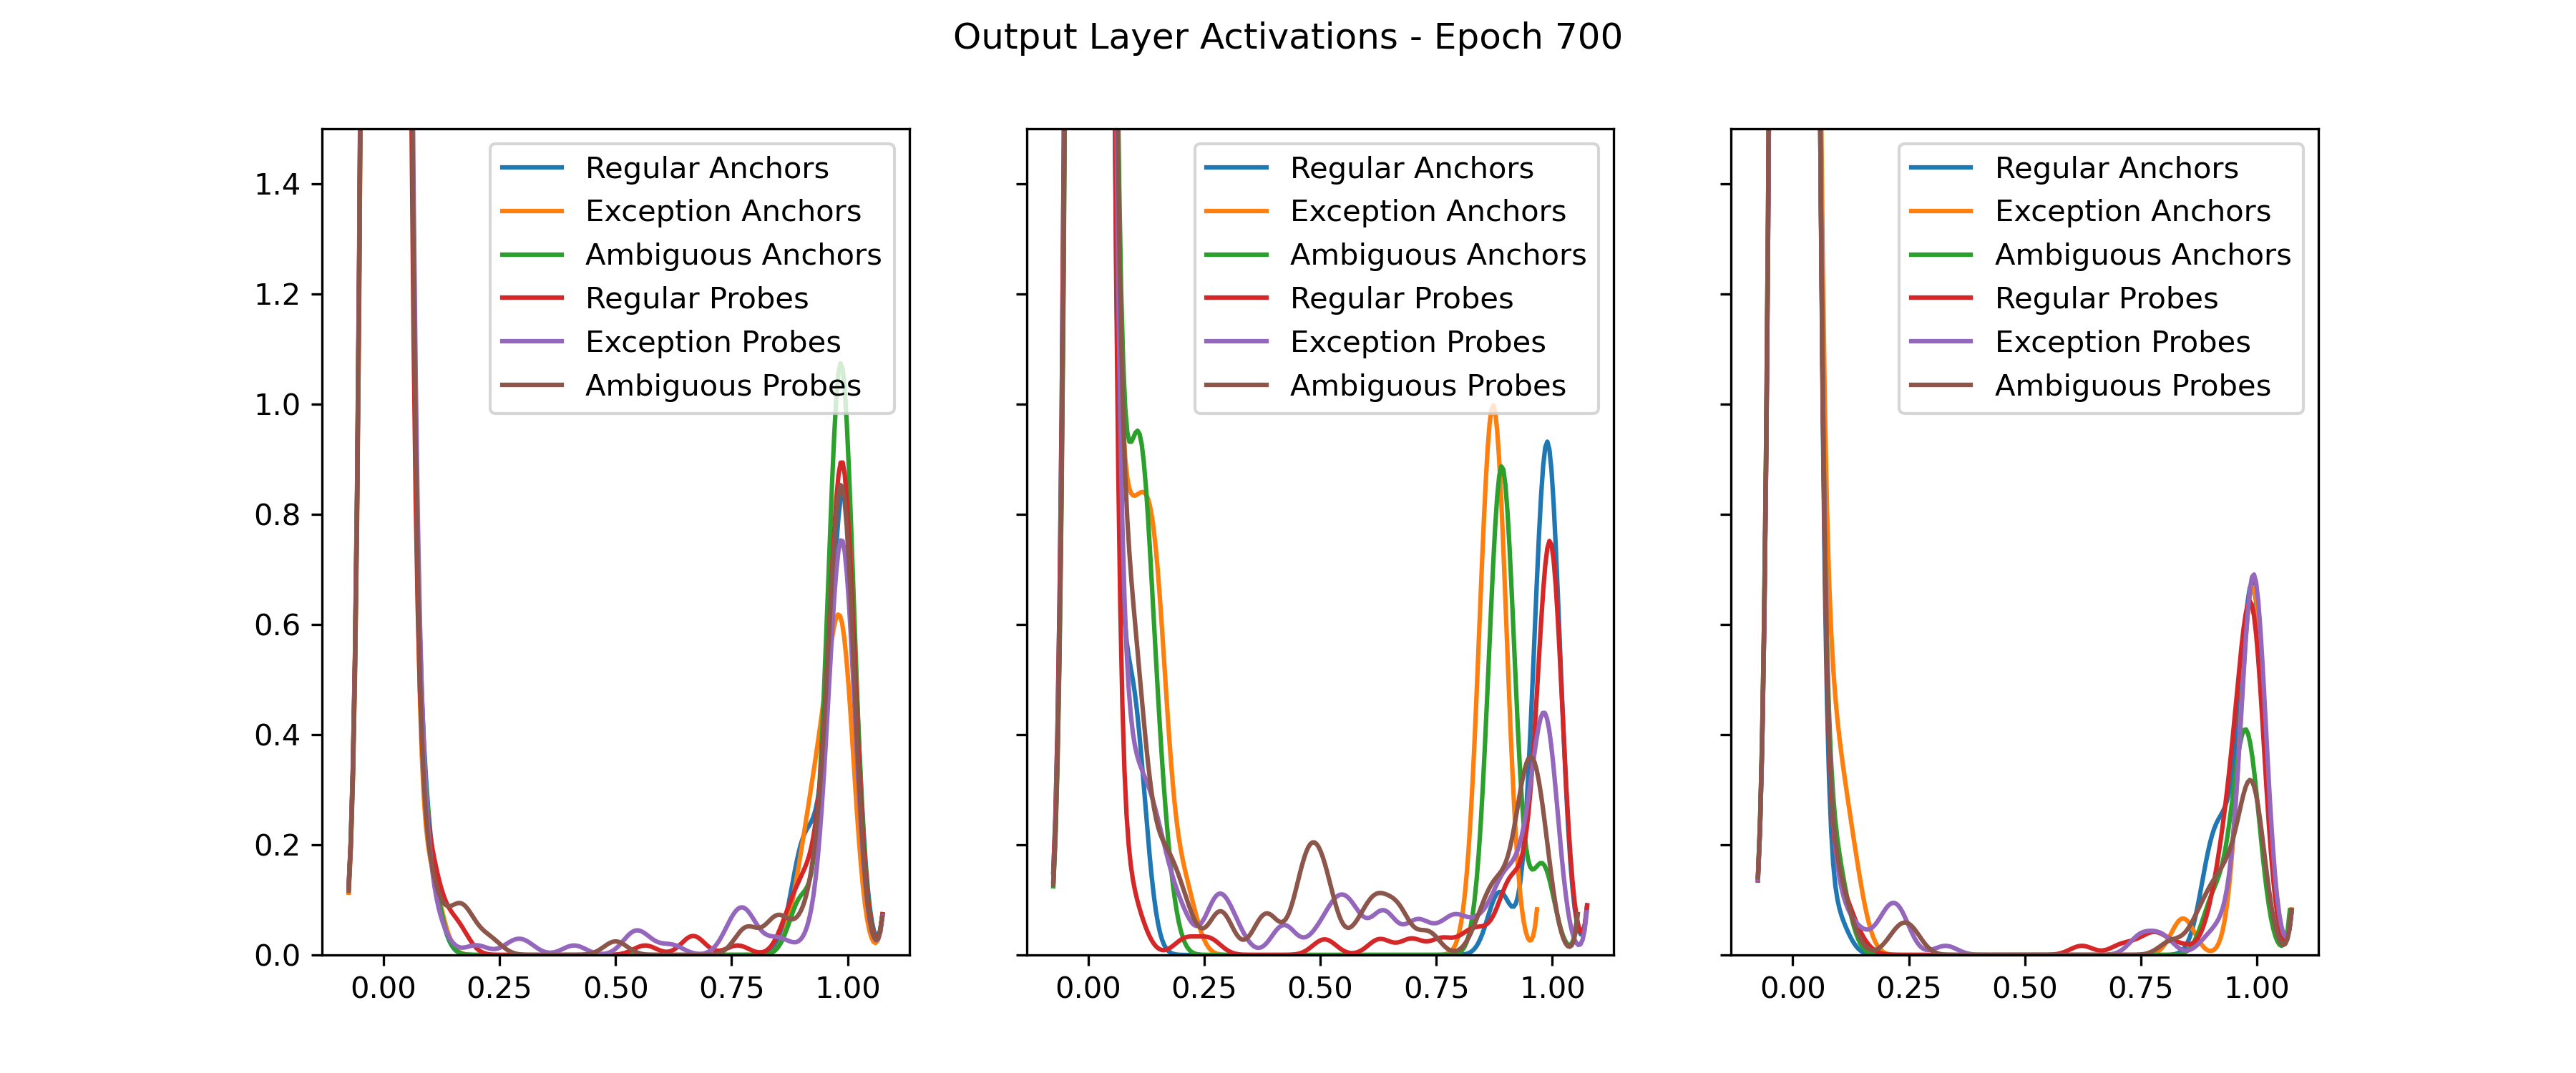 Output Layer Activations - Epoch 700
1.4
1.2
1.0
0.8
0.6
0.4
0.2
0.0
Regular Anchors
Exception Anchors
Ambiguous Anchors
Regular Probes
Exception Probes
Ambiguous Probes
0.00 0.25 0.50 0.75 1.00
Regular Anchors
Exception Anchors
Ambiguous Anchors
Regular Probes
Exception Probes
Ambiguous Probes
0.00 0.25 0.50 0.75 1.00
Regular Anchors
Exception Anchors
Ambiguous Anchors
Regular Probes
Exception Probes
Ambiguous Probes
0.00 0.25 0.50 0.75 1.00